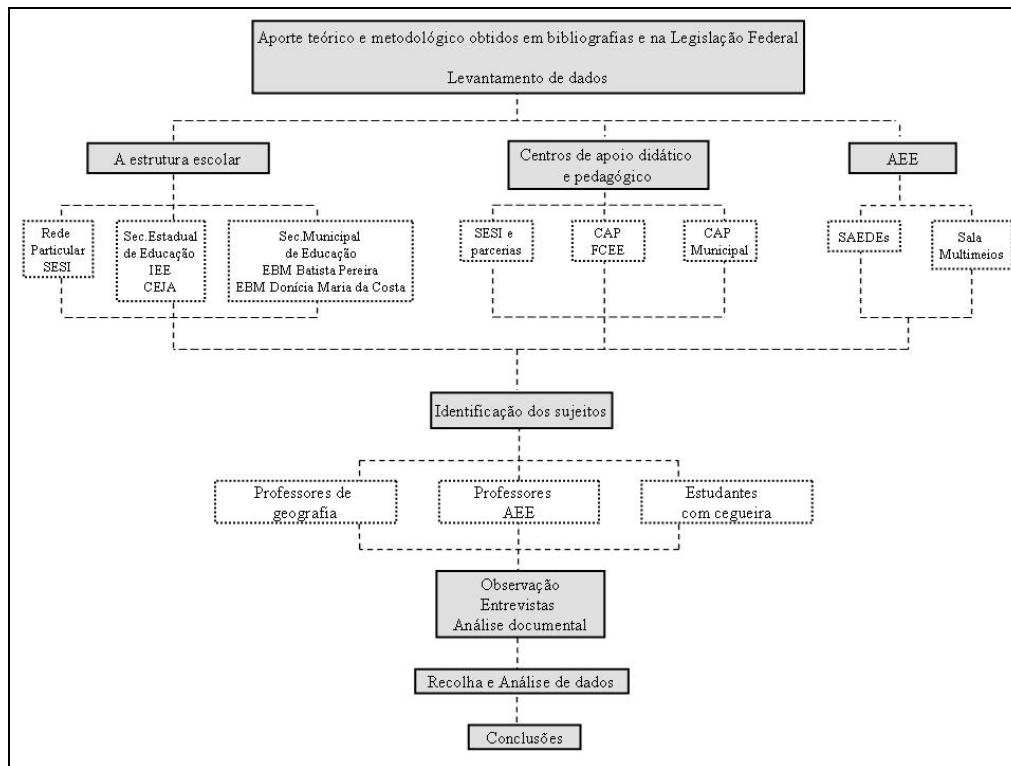 Aporte teórico e metodológico obtidos em bibliografias e na Legislação Federal
Levantamento de dados
A estrutura escolar
Centros de apoio didático
e pedagógico
AEE
Rede
Particular
SESI
Sec.Estadual
de Educação
IEE
CEJA
Sec.Municipal
de Educação
EBM Batista Pereira
EBM Donícia Maria da Costa
SESI e
parcerias
CAP
FCEE
CAP
Municipal
SAEDEs
Sala
Multimeios
Identificação dos sujeitos
Professores de
geografia
Professores
AEE
Estudantes
com cegueira
Observação
Entrevistas
Análise documental
Recolha e Análise de dados
Conclusões